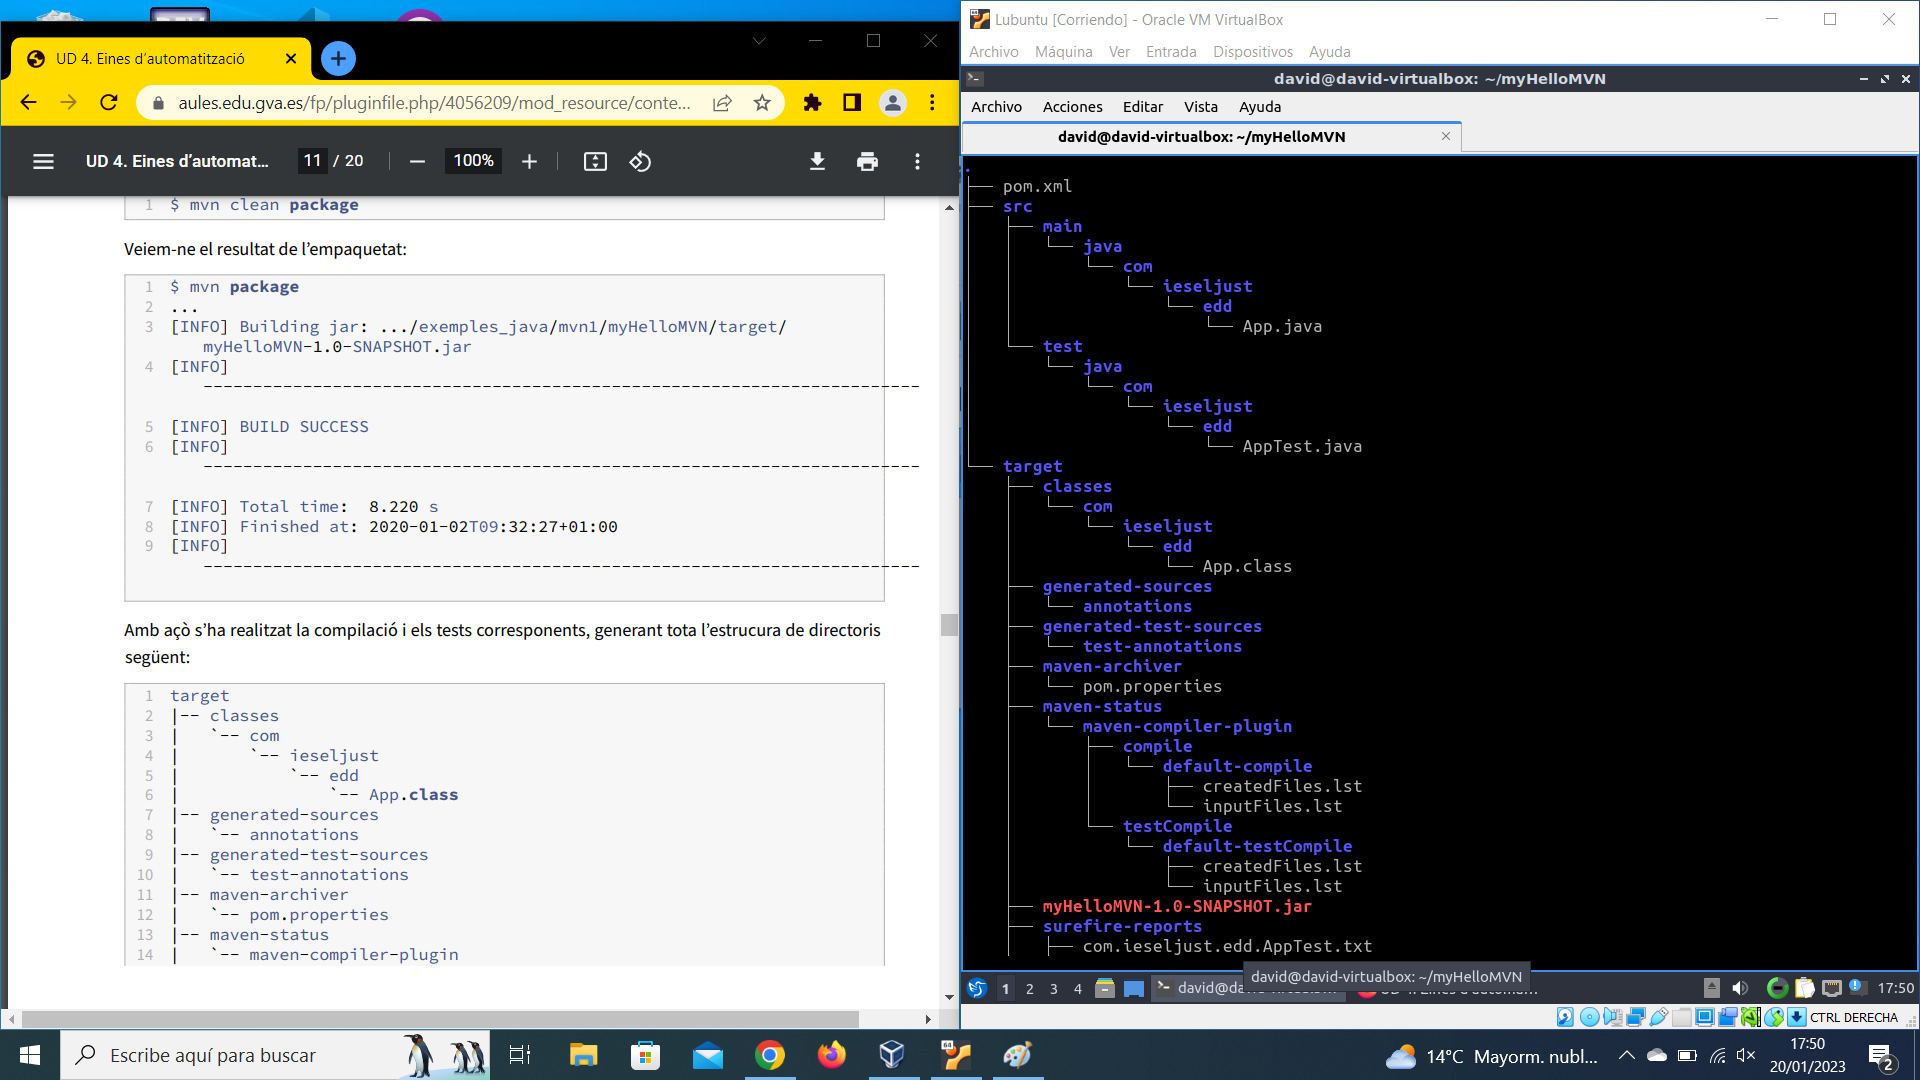 UD 4. Eines d'automatització
aules.edu.gva.es/fp/pluginfile.php/4056209/mod_resource/conte...
UD 4. Eines d'automat...
11 / 20
100%
1 $ mvn clean package
Veiem-ne el resultat de l'empaquetat:
1 $ mvn package
2 ...
3 [INFO] Building jar: .../exemples_java/mvn1/myHelloMVN/target/
myHelloMVN-1.0-SNAPSHOT.jar
4 [INFO]
------------------------------------------------------------------------
5 [INFO] BUILD SUCCESS
6 [INFO]
------------------------------------------------------------------------
7 [INFO] Total time:  8.220 s
8 [INFO] Finished at: 2020-01-02T09:32:27+01:00
9 [INFO]
------------------------------------------------------------------------
Amb açò s'ha realitzat la compilació i els tests corresponents, generant tota l'estrucura de directoris
següent:
1 target
2 |-- classes
3 |   `-- com
4 |       `-- ieseljust
5 |           `-- edd
6 |               `-- App.class
7 |-- generated-sources
8 |   `-- annotations
9 |-- generated-test-sources
10 |   `-- test-annotations
11 |-- maven-archiver
12 |   `-- pom.properties
13 |-- maven-status
14 |   `-- maven-compiler-plugin
Lubuntu [Corriendo] - Oracle VM VirtualBox
Archivo Máquina Ver Entrada Dispositivos Ayuda
david@david-virtualbox: ~/myHelloMVN
Archivo Acciones Editar Vista Ayuda
david@david-virtualbox: ~/myHelloMVN
.
├── pom.xml
├── src
│   ├── main
│   │   └── java
│   │       └── com
│   │           └── ieseljust
│   │               └── edd
│   │                   └── App.java
│   └── test
│       └── java
│           └── com
│               └── ieseljust
│                   └── edd
│                       └── AppTest.java
└── target
    ├── classes
    │   └── com
    │       └── ieseljust
    │           └── edd
    │               └── App.class
    ├── generated-sources
    │   └── annotations
    ├── generated-test-sources
    │   └── test-annotations
    ├── maven-archiver
    │   └── pom.properties
    ├── maven-status
    │   └── maven-compiler-plugin
    │       ├── compile
    │       │   └── default-compile
    │       │       ├── createdFiles.lst
    │       │       └── inputFiles.lst
    │       └── testCompile
    │           └── default-testCompile
    │               ├── createdFiles.lst
    │               └── inputFiles.lst
    ├── myHelloMVN-1.0-SNAPSHOT.jar
    ├── surefire-reports
    │   ├── com.ieseljust.edd.AppTest.txt
david@david-virtualbox: ~/myHelloMVN
1 2 3 4
17:50
CTRL DERECHA
Escribe aquí para buscar
14°C Mayorm. nubl...
17:50
20/01/2023
2